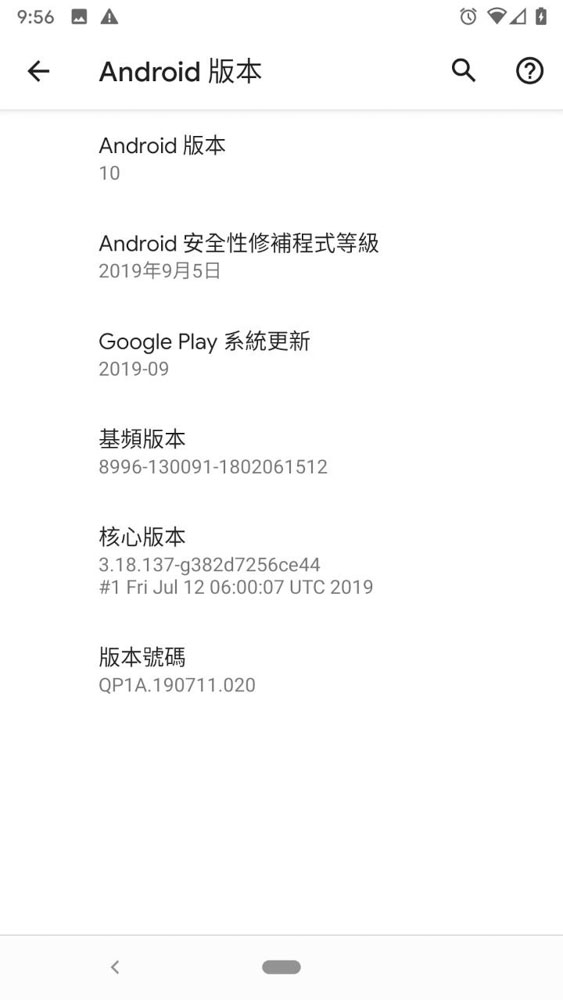 9:56
Android 版本
Android 版本
10
Android 安全性修補程式等級
2019年9月5日
Google Play 系統更新
2019-09
基頻版本
8996-130091-1802061512
核心版本
3.18.137-g382d7256ce44
#1 Fri Jul 12 06:00:07 UTC 2019
版本號碼
QP1A.190711.020